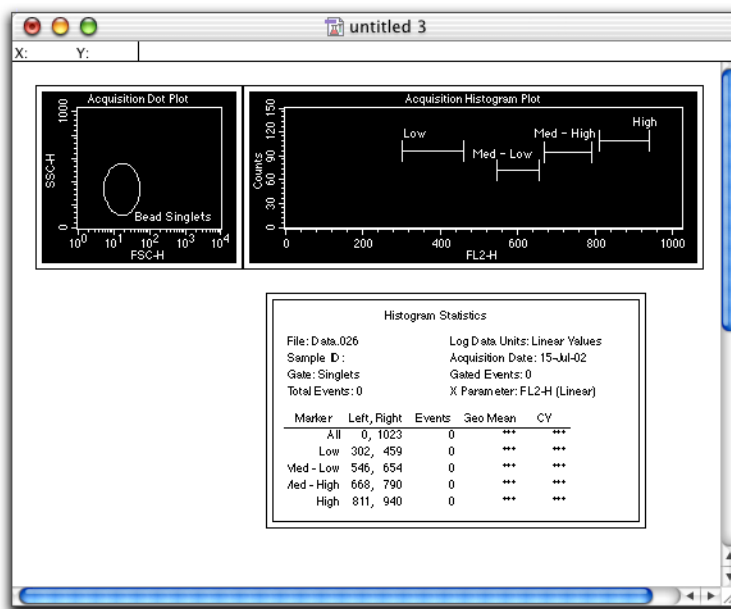 untitled 3
X: Y:
Acquisition Dot Plot
SSC-H
1000
0
Bead Singlets
10^0 10^1 10^2 10^3 10^4
FSC-H
Acquisition Histogram Plot
Counts
150
120
90
60
30
0
Low
Med - Low
Med - High
High
0 200 400 600 800 1000
FL2-H
Histogram Statistics
File: Data.026 Log Data Units: Linear Values
Sample ID: Acquisition Date: 15-Jul-02
Gate: Singlets Gated Events: 0
Total Events: 0 X Parameter: FL2-H (Linear)
Marker Left, Right Events Geo Mean CV
All 0, 1023 0 *** ***
Low 302, 459 0 *** ***
Med - Low 546, 654 0 *** ***
Med - High 668, 790 0 *** ***
High 811, 940 0 *** ***